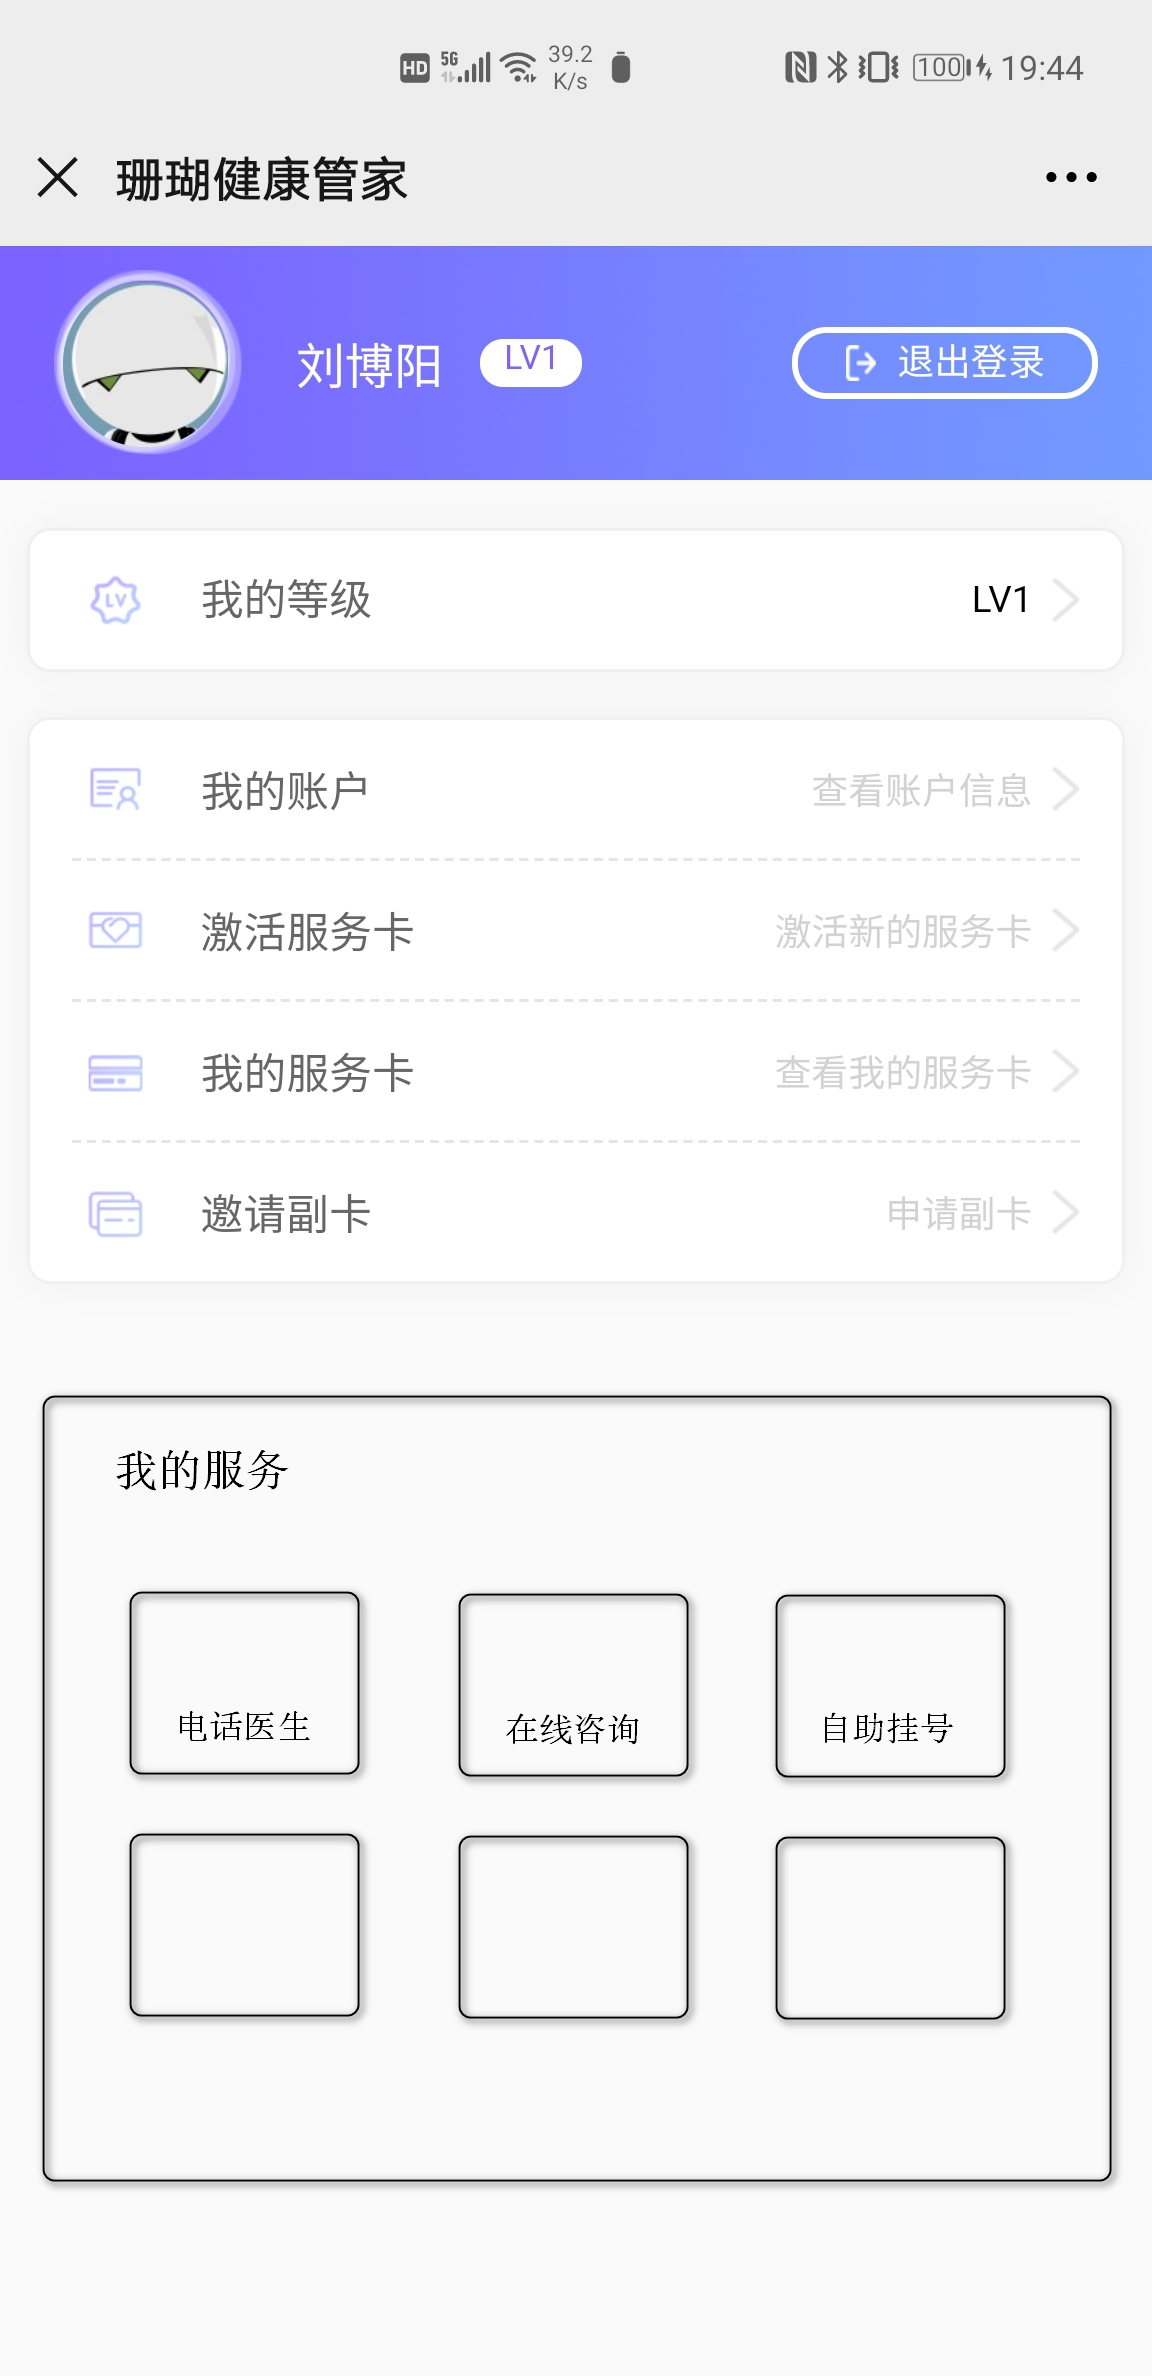 HD 5G 39.2 K/s 100 19:44
珊瑚健康管家
刘博阳 LV1 退出登录
LV 我的等级 LV1
我的账户 查看账户信息
激活服务卡 激活新的服务卡
我的服务卡 查看我的服务卡
邀请副卡 申请副卡
我的服务
电话医生 在线咨询 自助挂号